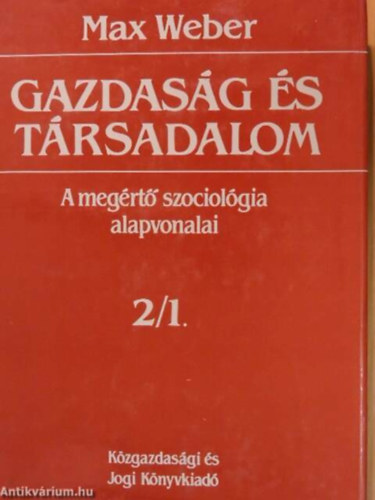 Max Weber
GAZDASÁG ÉS
TÁRSADALOM
A megértő szociológia
alapvonalai
2/1.
Közgazdasági és
Jogi Könyvkiadó
Antikvárium.hu